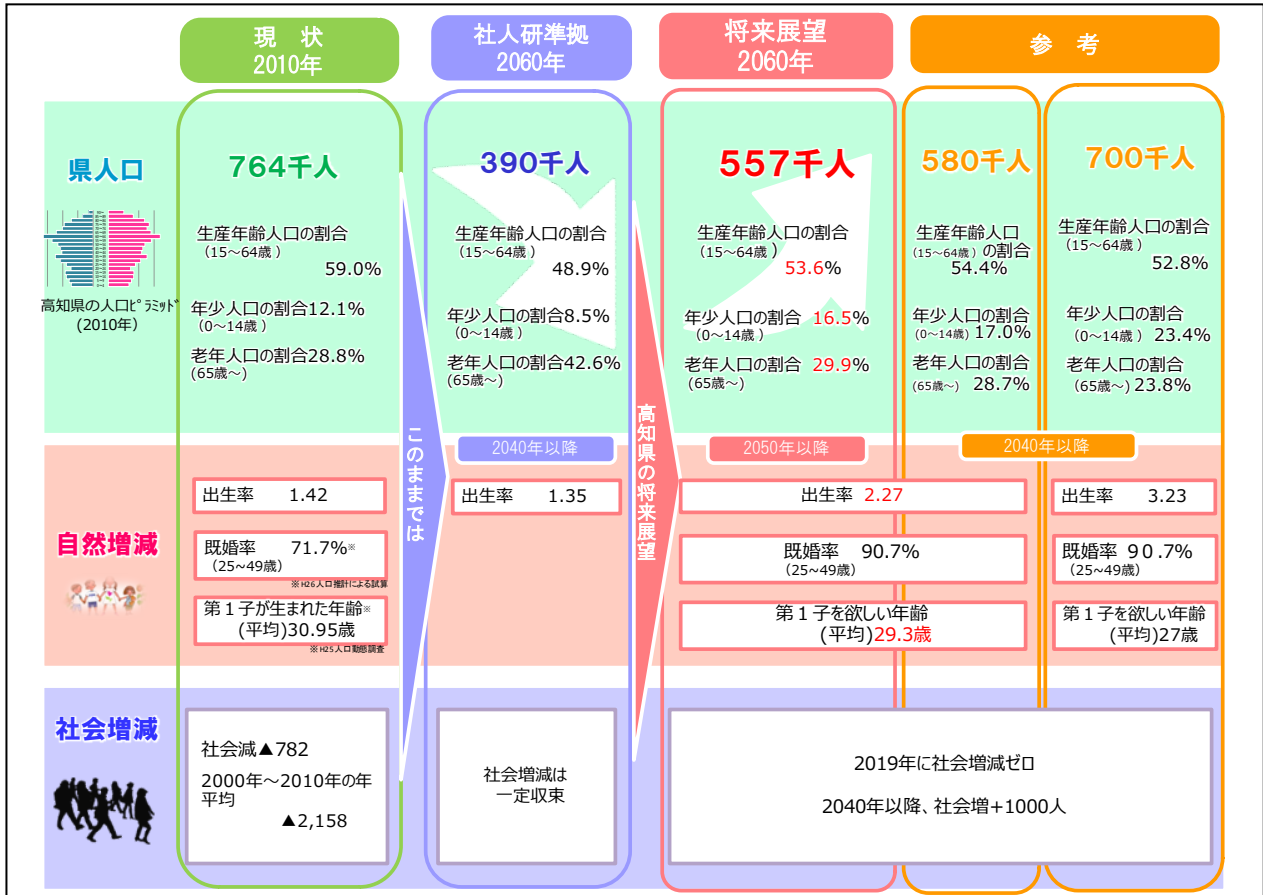 現 状
2010年
社人研準拠
2060年
将来展望
2060年
参 考
県人口
高知県の人口ピラミッド
(2010年)
764千人
生産年齢人口の割合
(15～64歳 )
59.0%
年少人口の割合12.1%
(0～14歳 )
老年人口の割合28.8%
(65歳～)
このままでは
390千人
生産年齢人口の割合
(15～64歳 )
48.9%
年少人口の割合8.5%
(0～14歳 )
老年人口の割合42.6%
(65歳～)
高知県の将来展望
557千人
生産年齢人口の割合
(15～64歳 )
53.6%
年少人口の割合 16.5%
(0～14歳 )
老年人口の割合 29.9%
(65歳～)
580千人
生産年齢人口
(15～64歳 ) の割合
54.4%
年少人口の割合
(0～14歳) 17.0%
老年人口の割合
(65歳～) 28.7%
700千人
生産年齢人口の割合
(15～64歳 )
52.8%
年少人口の割合
(0～14歳 ) 23.4%
老年人口の割合
(65歳～) 23.8%
2040年以降
2050年以降
2040年以降
自然増減
出生率 1.42
既婚率 71.7%※
(25~49歳)
※H26人口推計による試算
第１子が生まれた年齢※
(平均)30.95歳
※H25人口動態調査
出生率 1.35
出生率 2.27
既婚率 90.7%
(25~49歳)
第１子を欲しい年齢
(平均)29.3歳
出生率 3.23
既婚率 ９０.７%
(25~49歳)
第１子を欲しい年齢
(平均)27歳
社会増減
社会減▲782
2000年～2010年の年
平均
▲2,158
社会増減は
一定収束
2019年に社会増減ゼロ
2040年以降、社会増+1000人